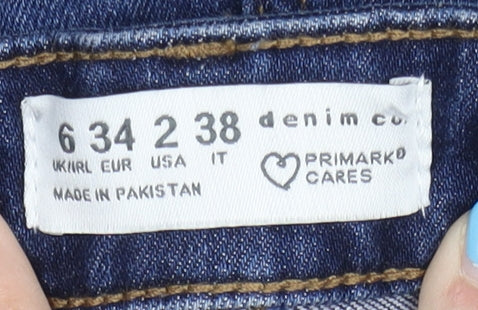 6 34 2 38 denim co.
UK/IRL EUR USA IT
PRIMARK®
CARES
MADE IN PAKISTAN